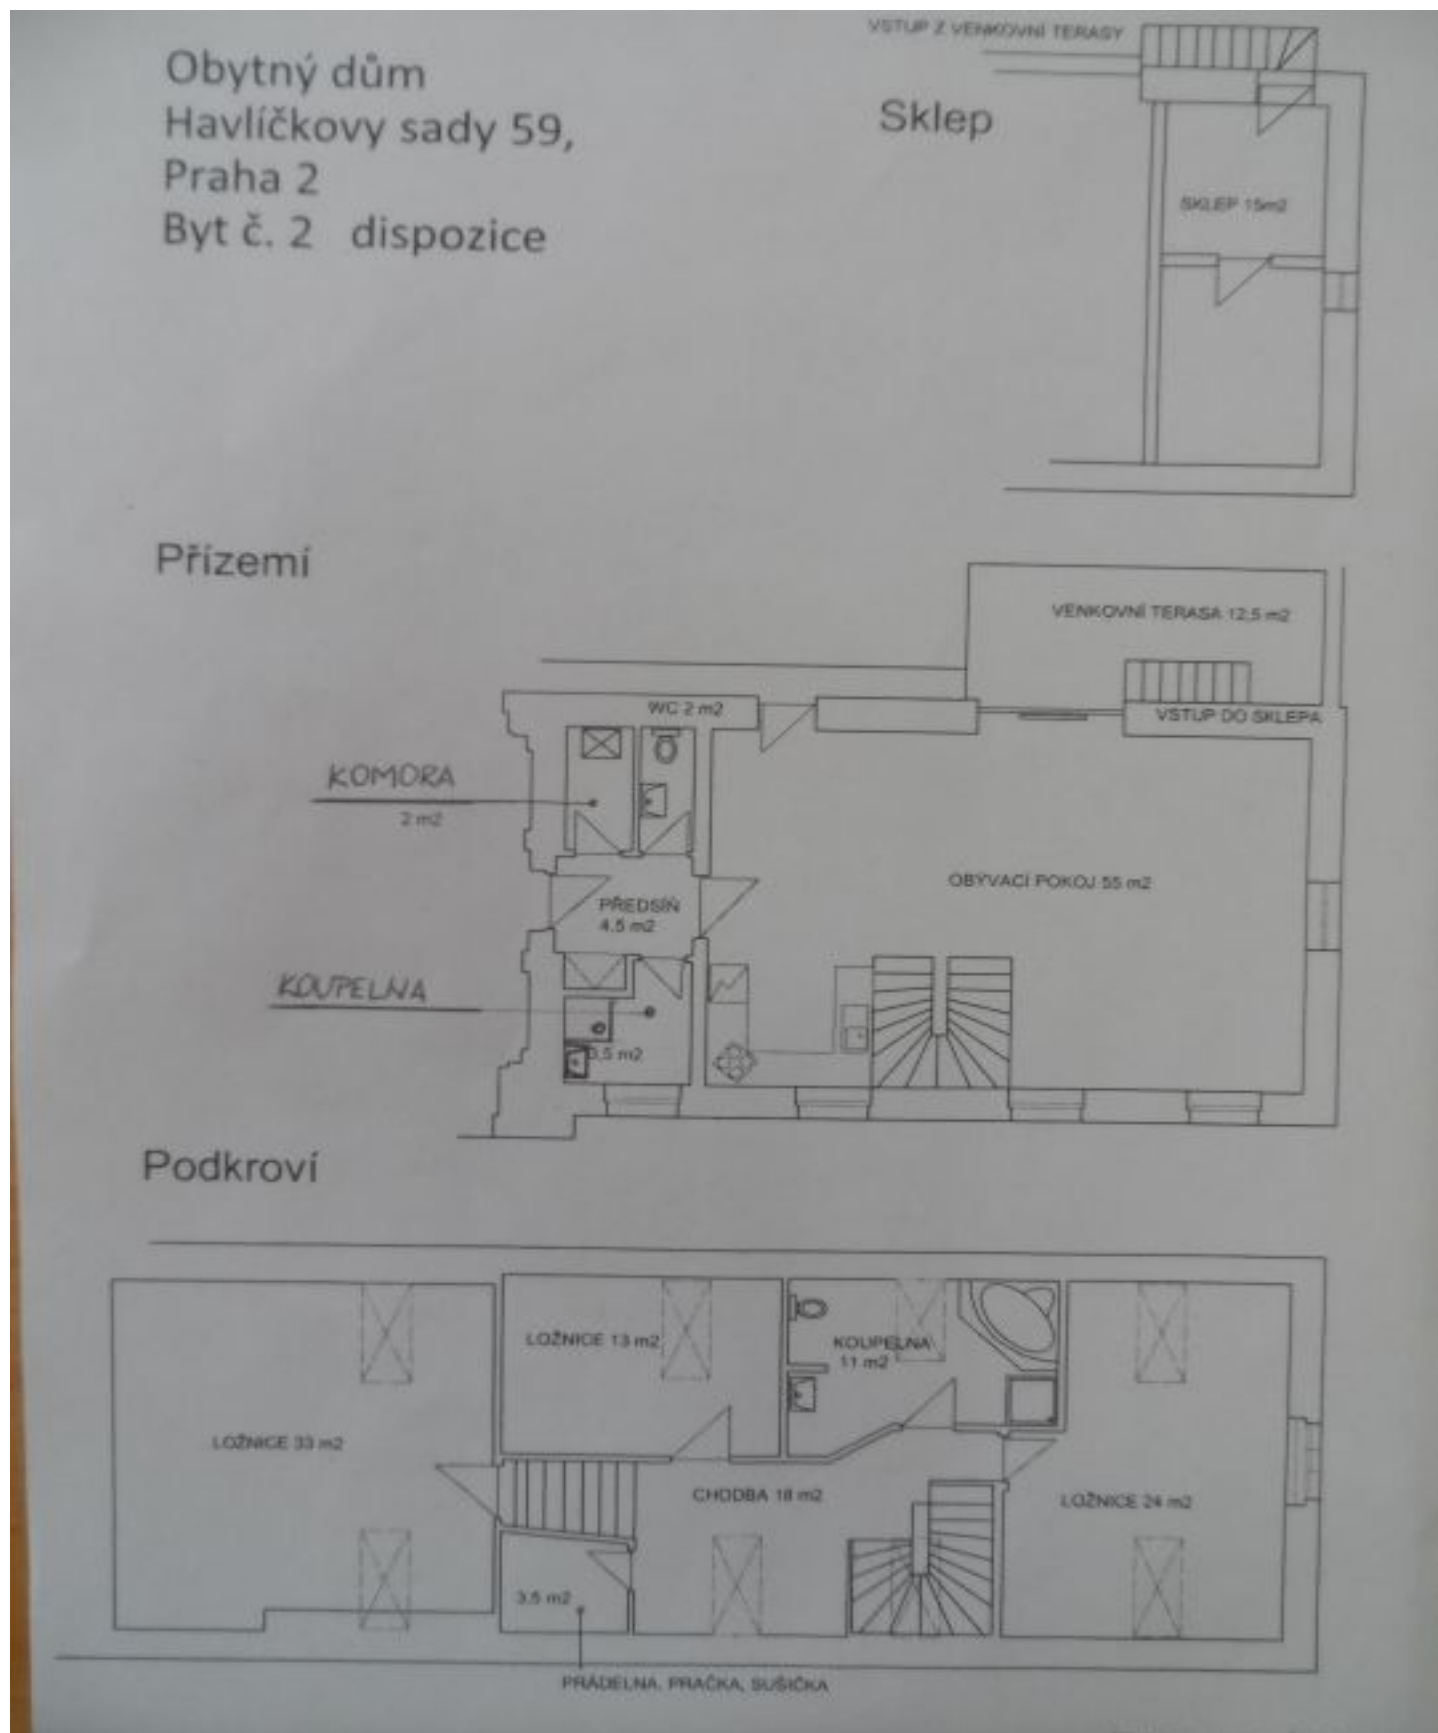 VSTUP Z VENKOVNÍ TERASY
Obytný dům
Havlíčkovy sady 59,
Praha 2
Byt č. 2 dispozice
Sklep
SKLEP 15m2
Přízemí
VENKOVNÍ TERASA 12,5 m2
WC 2 m2
VSTUP DO SKLEPA
KOMORA
2 m2
OBÝVACÍ POKOJ 55 m2
PŘEDSÍŇ
4,5 m2
KOUPELNA
,5 m2
Podkroví
LOŽNICE 13 m2
KOUPELNA
11 m2
LOŽNICE 33 m2
CHODBA 18 m2
LOŽNICE 24 m2
3,5 m2
PRÁDELNA, PRAČKA, SUŠIČKA